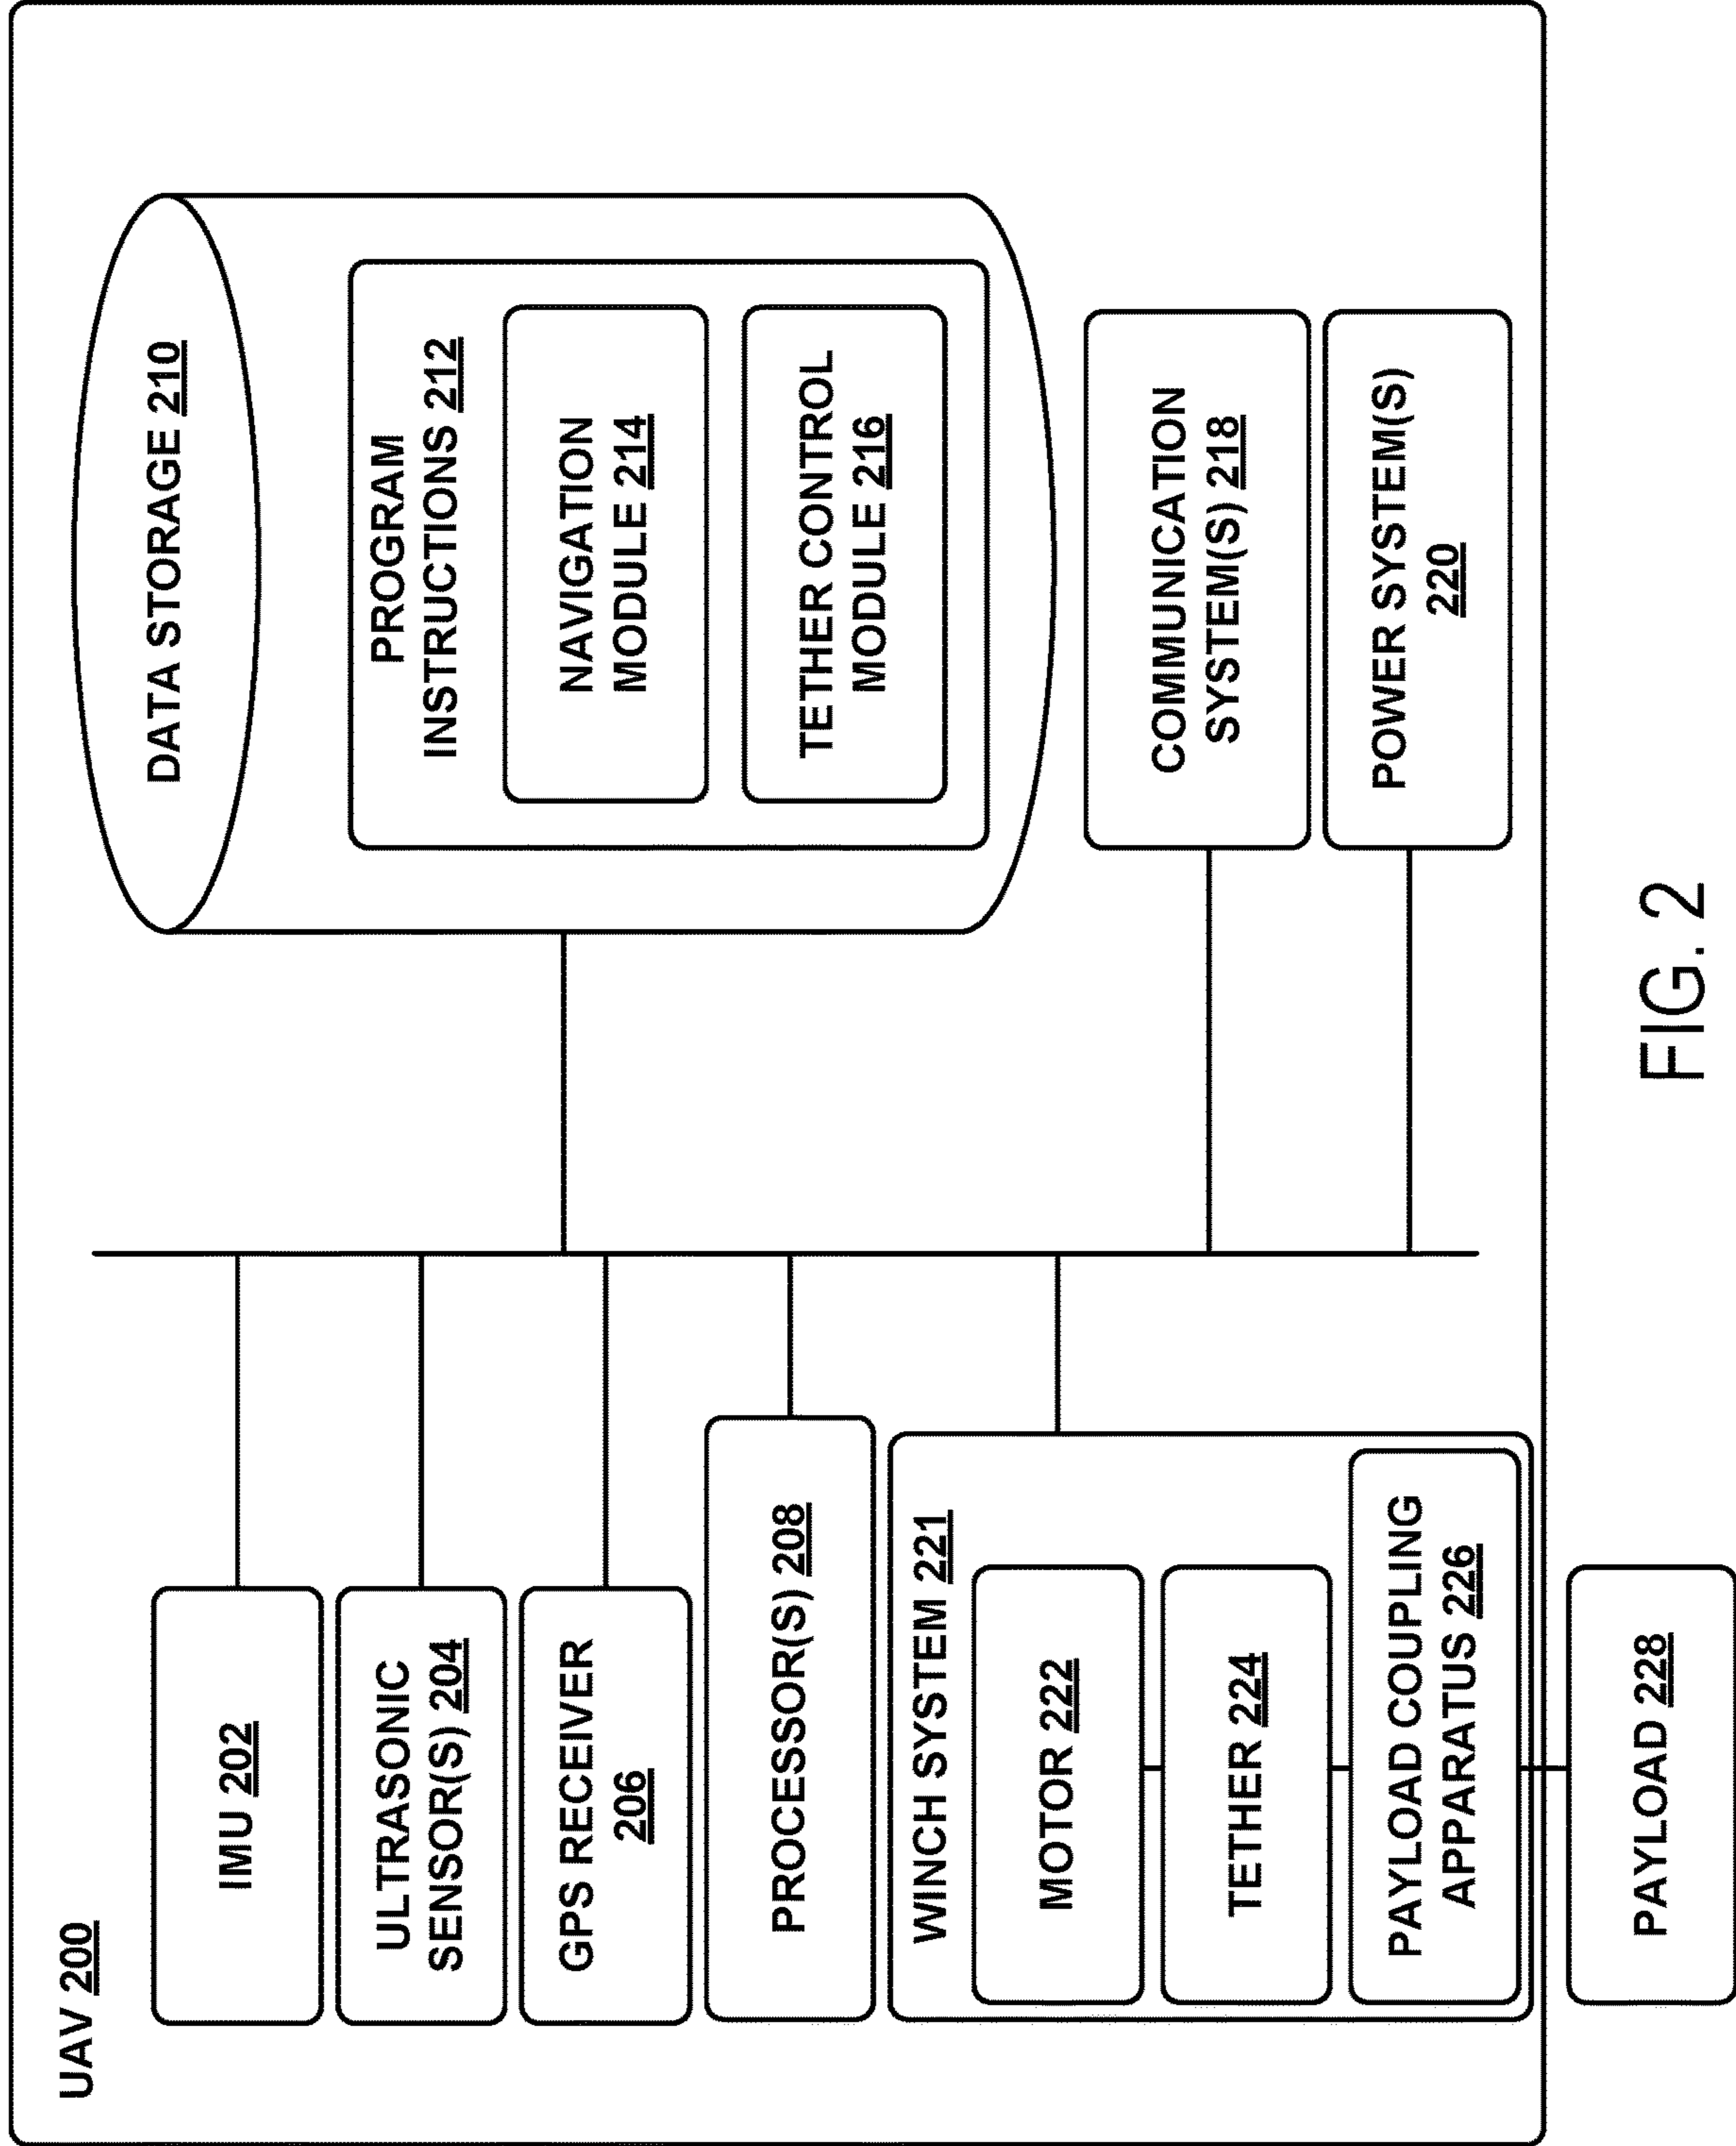 UAV 200
IMU 202
ULTRASONIC
SENSOR(S) 204
GPS RECEIVER
206
PROCESSOR(S) 208
WINCH SYSTEM 221
MOTOR 222
TETHER 224
PAYLOAD COUPLING
APPARATUS 226
PAYLOAD 228
DATA STORAGE 210
PROGRAM
INSTRUCTIONS 212
NAVIGATION
MODULE 214
TETHER CONTROL
MODULE 216
COMMUNICATION
SYSTEM(S) 218
POWER SYSTEM(S)
220
FIG. 2